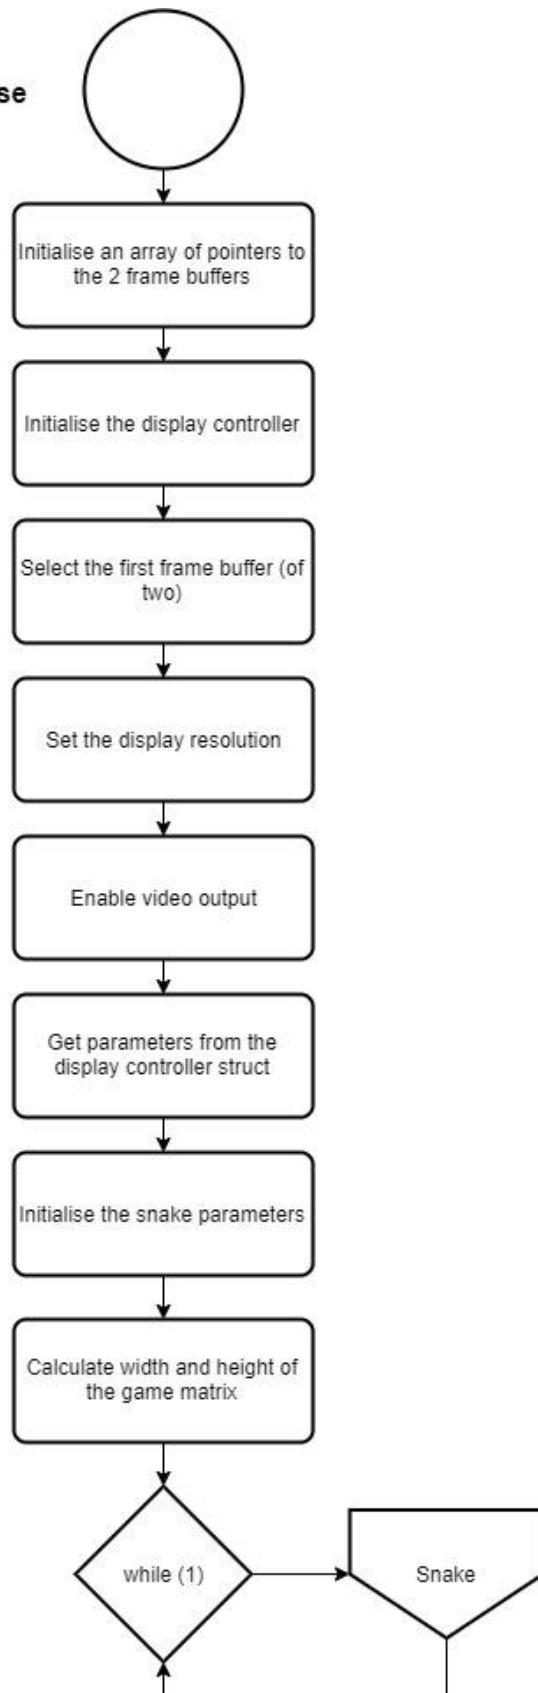 se
Initialise an array of pointers to
the 2 frame buffers
Initialise the display controller
Select the first frame buffer (of
two)
Set the display resolution
Enable video output
Get parameters from the
display controller struct
Initialise the snake parameters
Calculate width and height of
the game matrix
while (1)
Snake